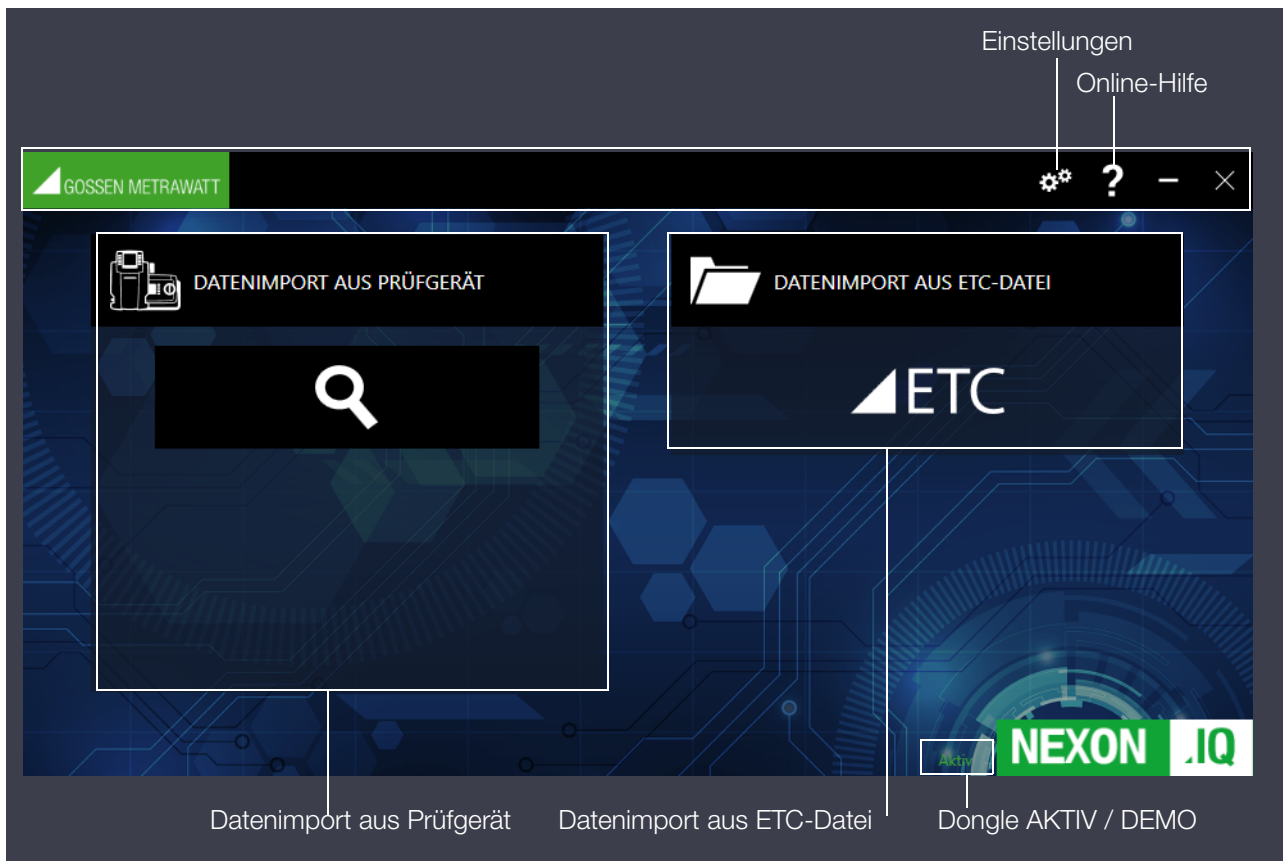 Einstellungen
Online-Hilfe
GOSSEN METRAWATT
?
DATENIMPORT AUS PRÜFGERÄT
DATENIMPORT AUS ETC-DATEI
ETC
Aktiv
NEXON .IQ
Datenimport aus Prüfgerät
Datenimport aus ETC-Datei
Dongle AKTIV / DEMO